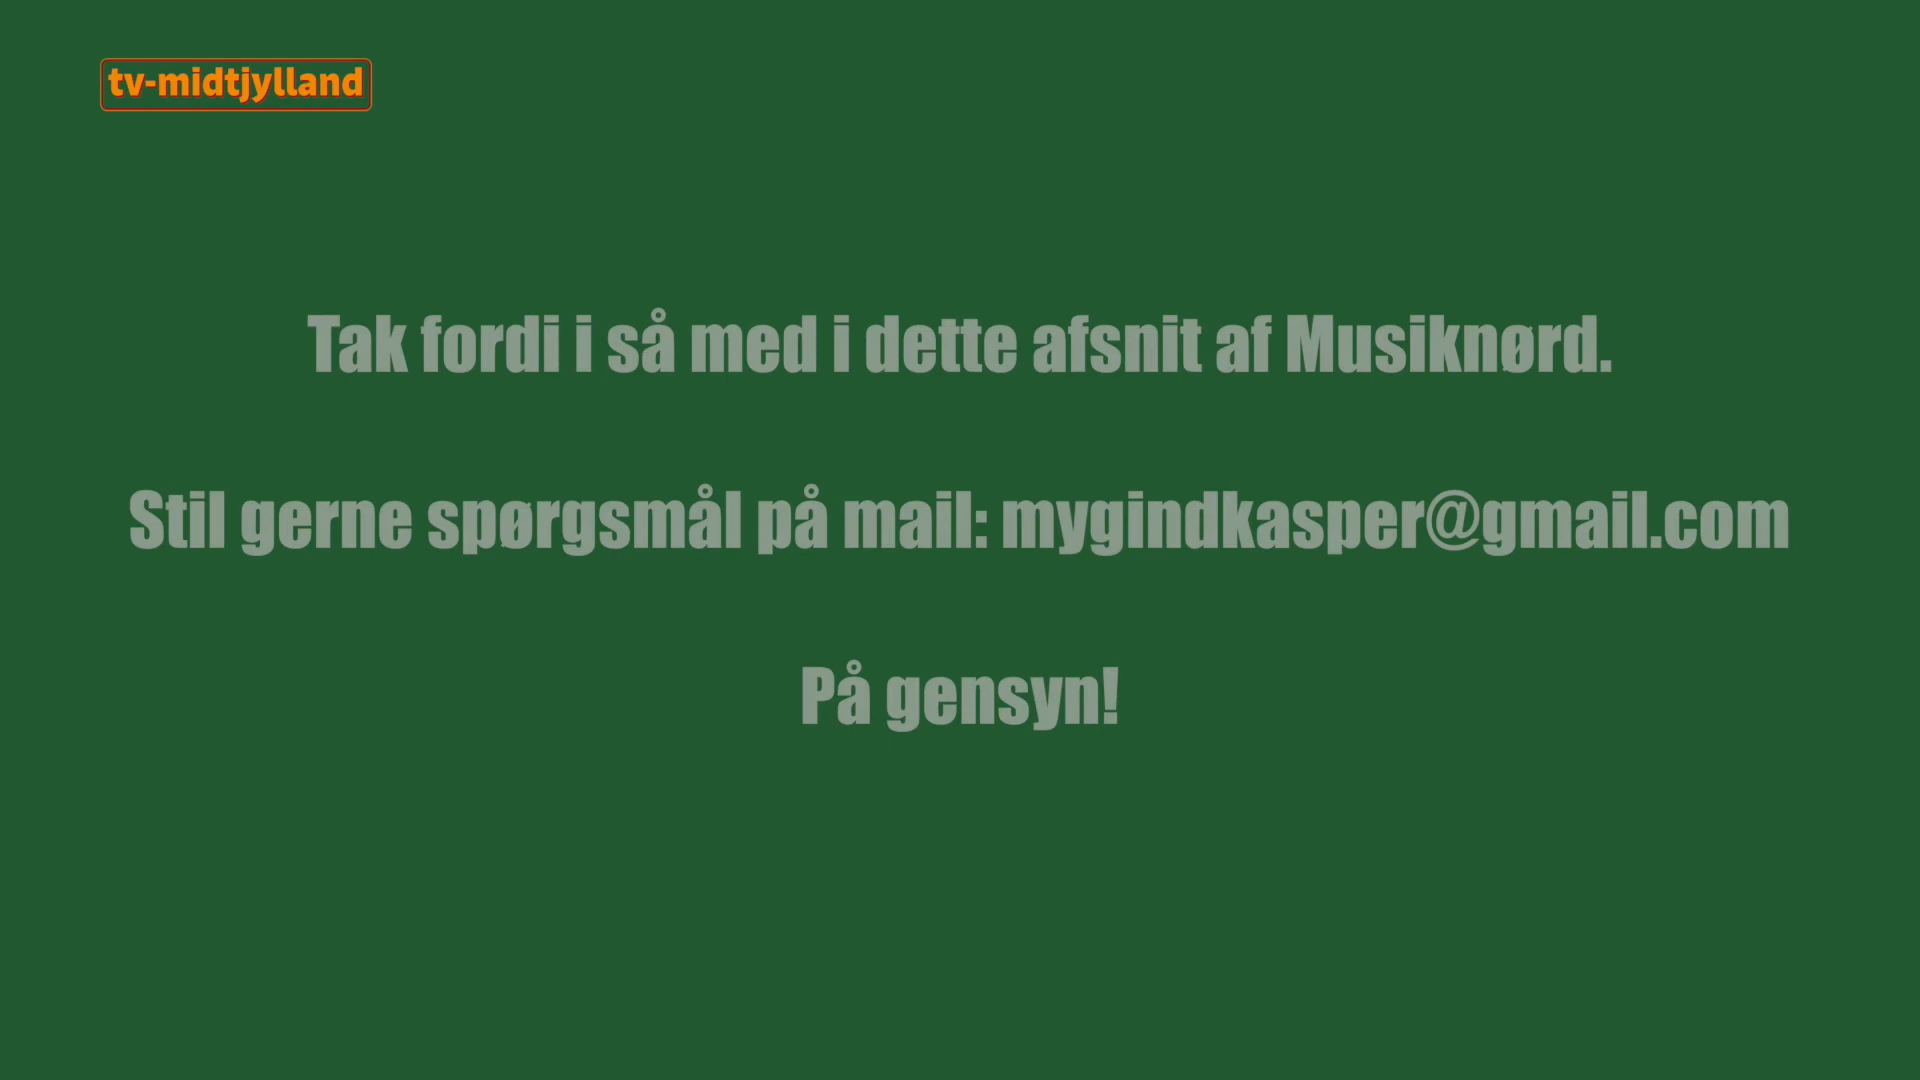 tv-midtjylland
Tak fordi i så med i dette afsnit af Musiknørd.
Stil gerne spørgsmål på mail: mygindkasper@gmail.com
På gensyn!